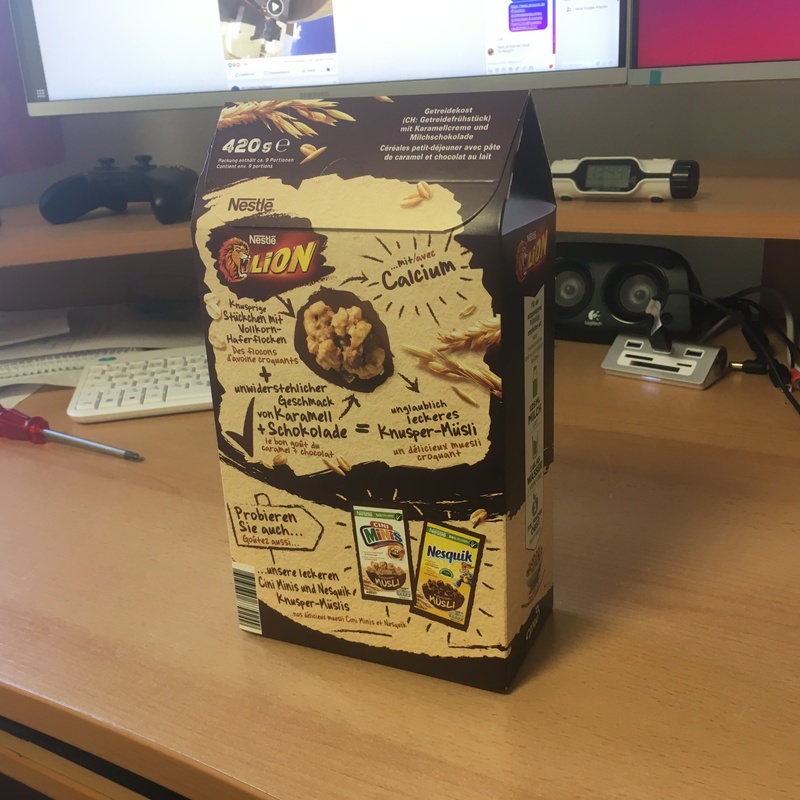 Getreidekost
(CH: Getreidefrühstück)
mit Karamellcreme und
Milchschokolade
Céréales petit-déjeuner avec pâte
de caramel et chocolat au lait
420g e
Packung enthält ca. 9 Portionen
Contient env. 9 portions
Nestlé
Nestlé
LION
...mit/avec
Calcium
Knusprige
Stückchen mit
Vollkorn-
Haferflocken
Des flocons
d'avoine croquants
+
unwiderstehlicher
Geschmack
von Karamell
+ Schokolade
le bon goût du
caramel + chocolat
=
unglaublich
leckeres
Knusper-Müsli
un délicieux muesli
croquant
Probieren
Sie auch...
Goûtez aussi...
...unsere leckeren
Cini Minis und Nesquik
Knusper-Müslis
nos délicieux muesli Cini Minis et Nesquik
CINI
MINIS
MÜSLI
Nesquik
MÜSLI
LION
MILCH
WASSER
Logitech